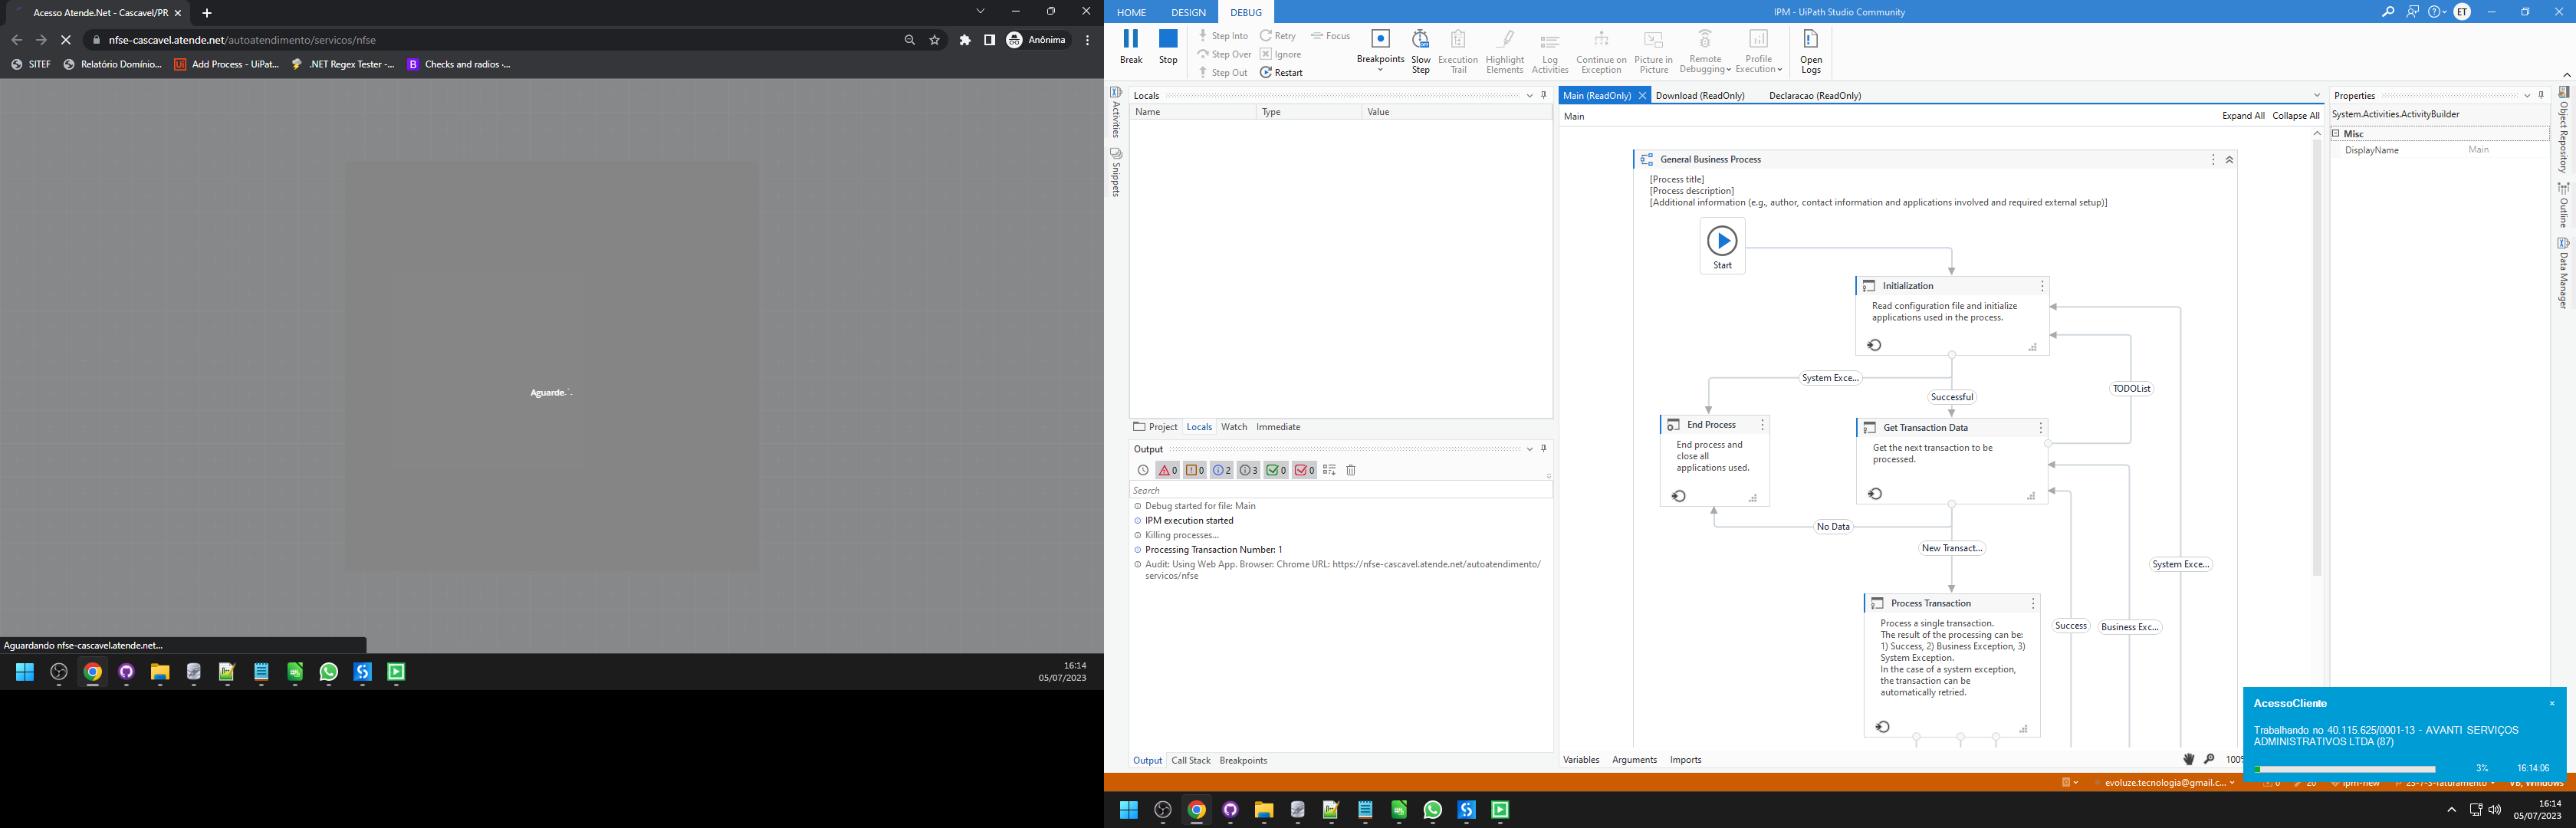 Acesso Atende.Net - Cascavel/PR
nfse-cascavel.atende.net/autoatendimento/servicos/nfse
Anônima
SITEF
Relatório Domínio...
Add Process - UiPat...
.NET Regex Tester -...
Checks and radios ·...
Aguarde.
Aguardando nfse-cascavel.atende.net...
16:14
05/07/2023
HOME DESIGN DEBUG
IPM - UiPath Studio Community
ET
Break
Stop
Step Into
Step Over
Step Out
Retry
Ignore
Restart
Focus
Breakpoints
Slow Step
Execution Trail
Highlight Elements
Log Activities
Continue on Exception
Picture in Picture
Remote Debugging
Profile Execution
Open Logs
Activities
Snippets
Locals
Name Type Value
Project Locals Watch Immediate
Output
0 0 2 3 0 0
Search
Debug started for file: Main
IPM execution started
Killing processes...
Processing Transaction Number: 1
Audit: Using Web App. Browser: Chrome URL: https://nfse-cascavel.atende.net/autoatendimento/
servicos/nfse
Output Call Stack Breakpoints
Main (ReadOnly) Download (ReadOnly) Declaracao (ReadOnly)
Main
Expand All Collapse All
General Business Process
[Process title]
[Process description]
[Additional information (e.g., author, contact information and applications involved and required external setup)]
Start
Initialization
Read configuration file and initialize
applications used in the process.
System Exce...
Successful
TODOList
End Process
End process and
close all
applications used.
Get Transaction Data
Get the next transaction to be
processed.
No Data
New Transact...
System Exce...
Process Transaction
Process a single transaction.
The result of the processing can be:
1) Success, 2) Business Exception, 3)
System Exception.
In the case of a system exception,
the transaction can be
automatically retried.
Success
Business Exc...
Variables Arguments Imports
100%
Properties
System.Activities.ActivityBuilder
Misc
DisplayName Main
Object Repository
Outline
Data Manager
AcessoCliente
Trabalhando no 40.115.625/0001-13 - AVANTI SERVIÇOS
ADMINISTRATIVOS LTDA (87)
3% 16:14:06
evoluze.tecnologia@gmail.c...
16:14
05/07/2023